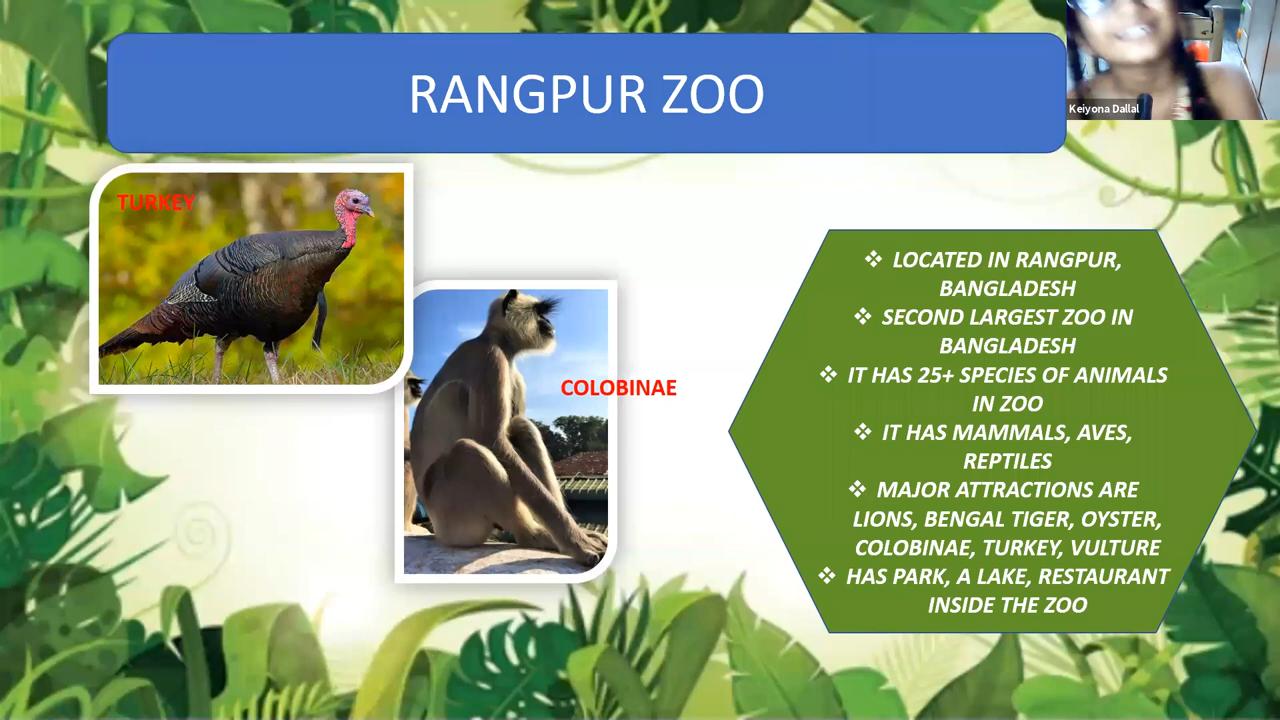 RANGPUR ZOO
Keiyona Dallal
TURKEY
COLOBINAE
❖ LOCATED IN RANGPUR,
BANGLADESH
❖ SECOND LARGEST ZOO IN
BANGLADESH
❖ IT HAS 25+ SPECIES OF ANIMALS
IN ZOO
❖ IT HAS MAMMALS, AVES,
REPTILES
❖ MAJOR ATTRACTIONS ARE
LIONS, BENGAL TIGER, OYSTER,
COLOBINAE, TURKEY, VULTURE
❖ HAS PARK, A LAKE, RESTAURANT
INSIDE THE ZOO